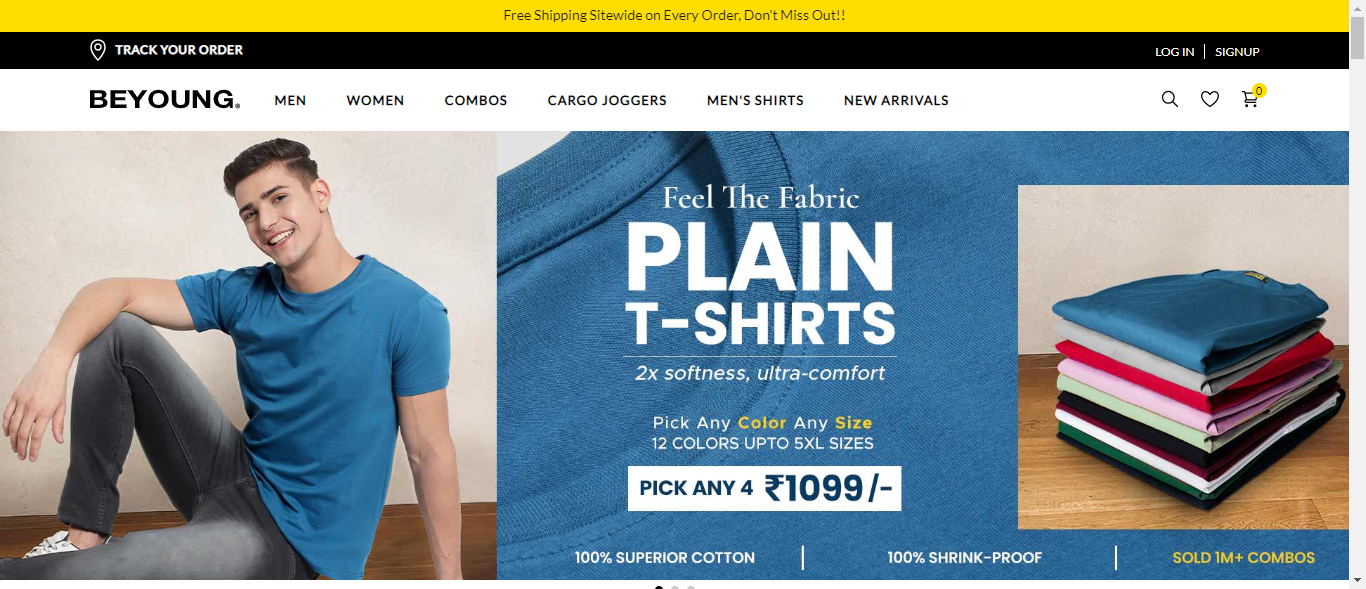 Free Shipping Sitewide on Every Order, Don't Miss Out!!
TRACK YOUR ORDER
LOG IN
SIGNUP
BEYOUNG.
MEN
WOMEN
COMBOS
CARGO JOGGERS
MEN'S SHIRTS
NEW ARRIVALS
0
Feel The Fabric
PLAIN
T-SHIRTS
2x softness, ultra-comfort
Pick Any Color Any Size
12 COLORS UPTO 5XL SIZES
PICK ANY 4 ₹1099/-
100% SUPERIOR COTTON
100% SHRINK-PROOF
SOLD 1M+ COMBOS